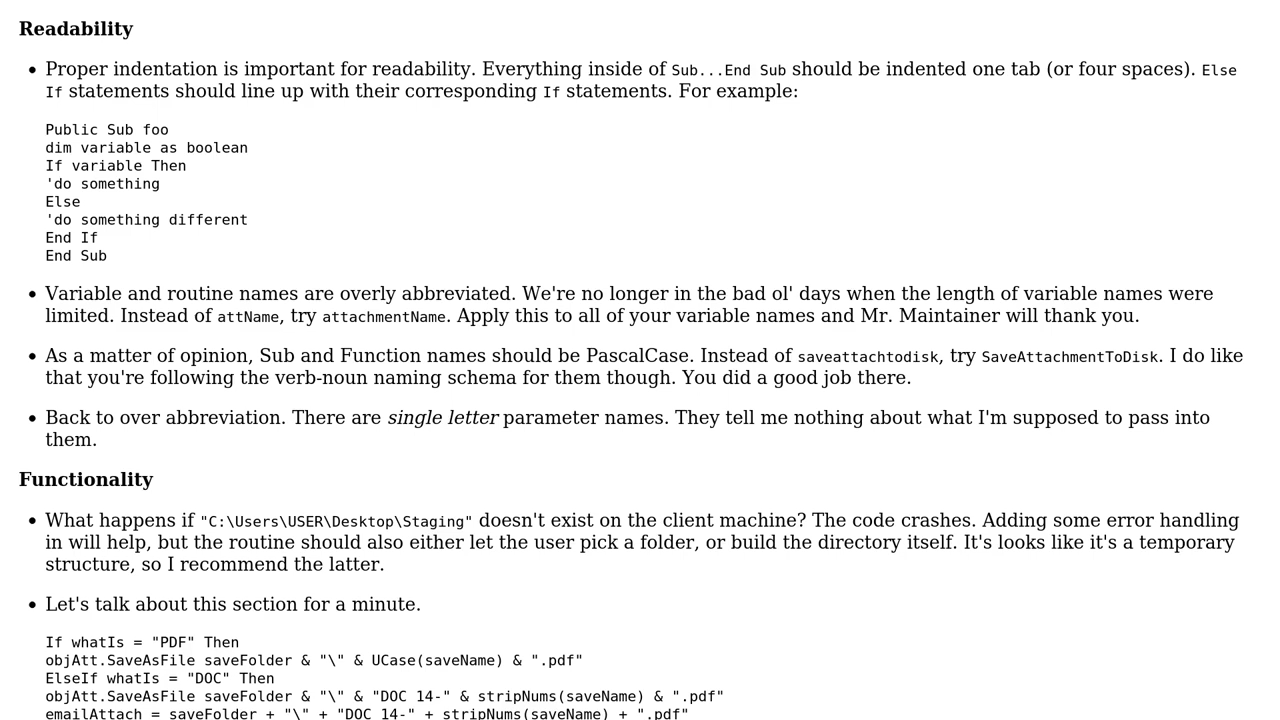 Readability
Proper indentation is important for readability. Everything inside of Sub...End Sub should be indented one tab (or four spaces). Else
If statements should line up with their corresponding If statements. For example:
Public Sub foo
dim variable as boolean
If variable Then
'do something
Else
'do something different
End If
End Sub
Variable and routine names are overly abbreviated. We're no longer in the bad ol' days when the length of variable names were
limited. Instead of attName, try attachmentName. Apply this to all of your variable names and Mr. Maintainer will thank you.
As a matter of opinion, Sub and Function names should be PascalCase. Instead of saveattachtodisk, try SaveAttachmentToDisk. I do like
that you're following the verb-noun naming schema for them though. You did a good job there.
Back to over abbreviation. There are single letter parameter names. They tell me nothing about what I'm supposed to pass into
them.
Functionality
What happens if "C:\Users\USER\Desktop\Staging" doesn't exist on the client machine? The code crashes. Adding some error handling
in will help, but the routine should also either let the user pick a folder, or build the directory itself. It's looks like it's a temporary
structure, so I recommend the latter.
Let's talk about this section for a minute.
If whatIs = "PDF" Then
objAtt.SaveAsFile saveFolder & "\" & UCase(saveName) & ".pdf"
ElseIf whatIs = "DOC" Then
objAtt.SaveAsFile saveFolder & "\" & "DOC 14-" & stripNums(saveName) & ".pdf"
emailAttach = saveFolder + "\" + "DOC 14-" + stripNums(saveName) + ".pdf"